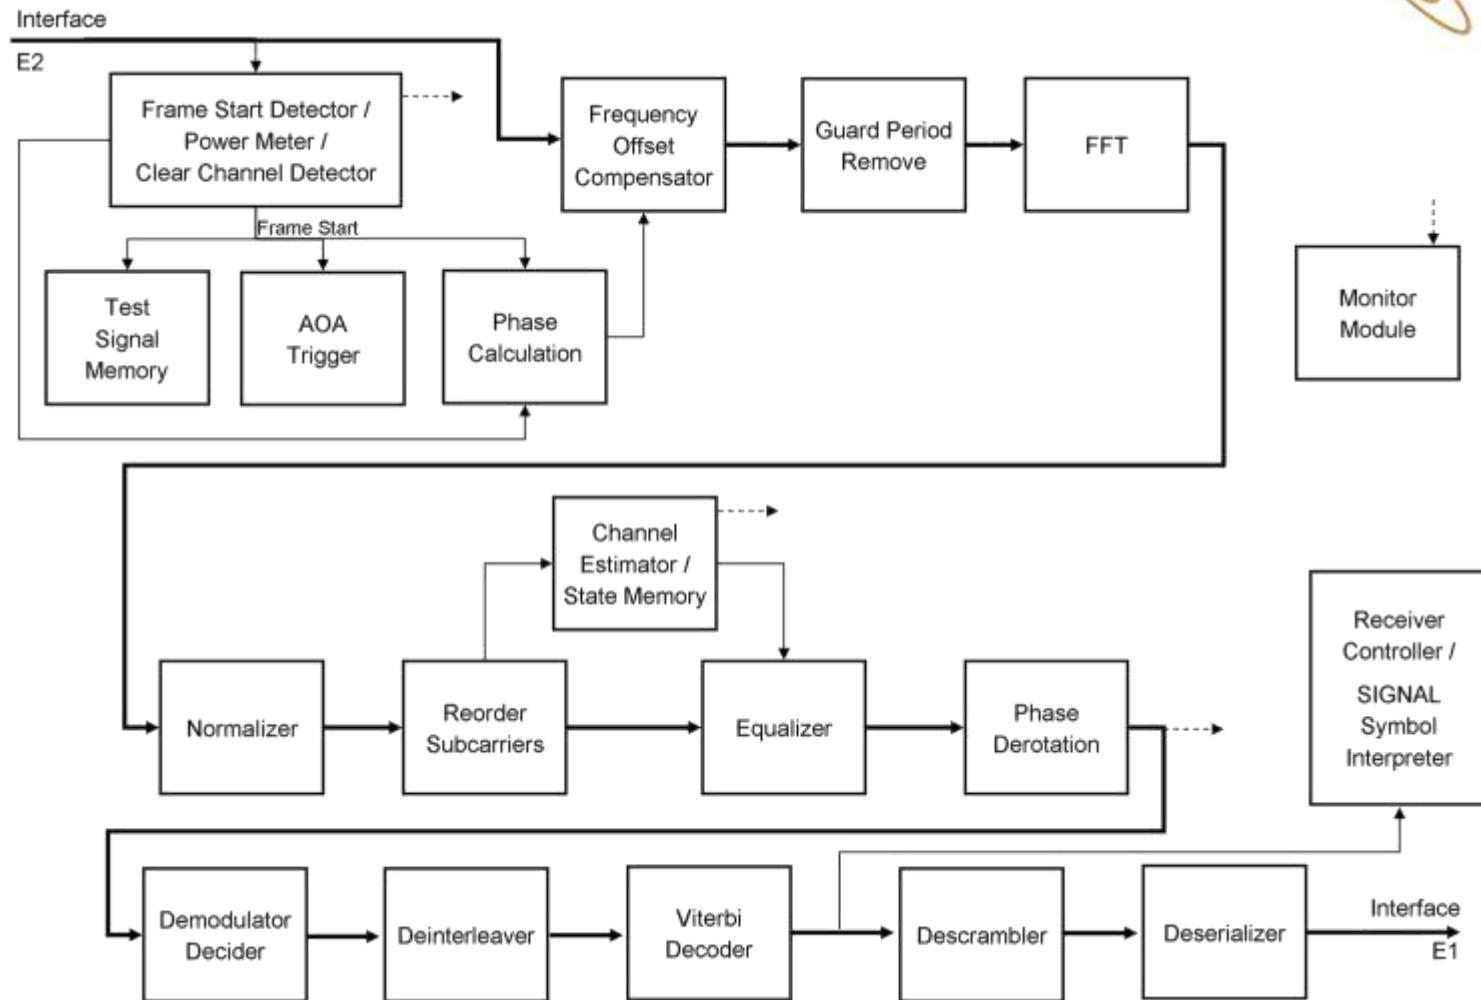 Interface
E2
Frame Start Detector /
Power Meter /
Clear Channel Detector
Frequency
Offset
Compensator
Guard Period
Remove
FFT
Frame Start
Test
Signal
Memory
AOA
Trigger
Phase
Calculation
Monitor
Module
Channel
Estimator /
State Memory
Normalizer
Reorder
Subcarriers
Equalizer
Phase
Derotation
Receiver
Controller /
SIGNAL
Symbol
Interpreter
Demodulator
Decider
Deinterleaver
Viterbi
Decoder
Descrambler
Deserializer
Interface
E1